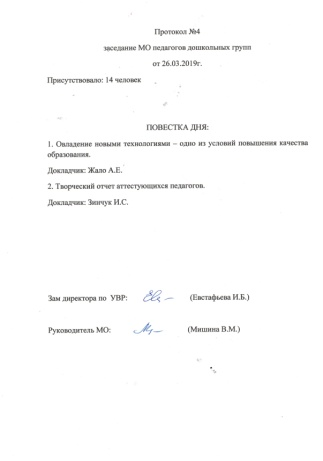 Протокол №4
заседание МО педагогов дошкольных групп
от 26.03.2019г.
Присутствовало: 14 человек
ПОВЕСТКА ДНЯ:
1. Овладение новыми технологиями – одно из условий повышения качества
образования.
Докладчик: Жало А.Е.
2. Творческий отчет аттестующихся педагогов.
Докладчик: Зинчук И.С.
Зам директора по УВР: (Евстафьева И.Б.)
Руководитель МО: (Мишина В.М.)